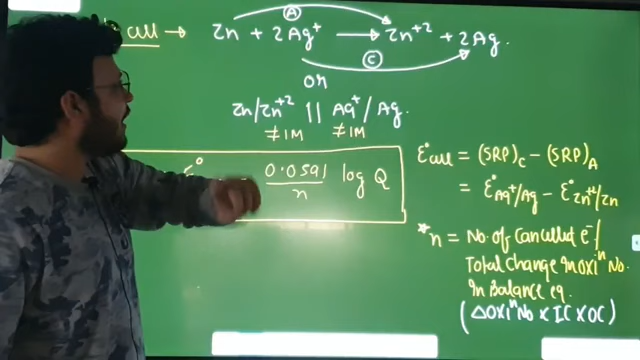 cell → Zn + 2Ag⁺ ⟶ Zn⁺² + 2Ag.
A
C
or
Zn/Zn⁺² || Ag⁺/Ag.
≠1M ≠1M
ε° 0.0591/n log Q
ε°cell = (SRP)c − (SRP)A
= ε°Ag⁺/Ag − ε°Zn⁺²/Zn
*n = No. of Cancelled e⁻/
Total Change In OXIⁿ No.
In Balance eq.
(ΔOXIⁿ No × IC × OC)